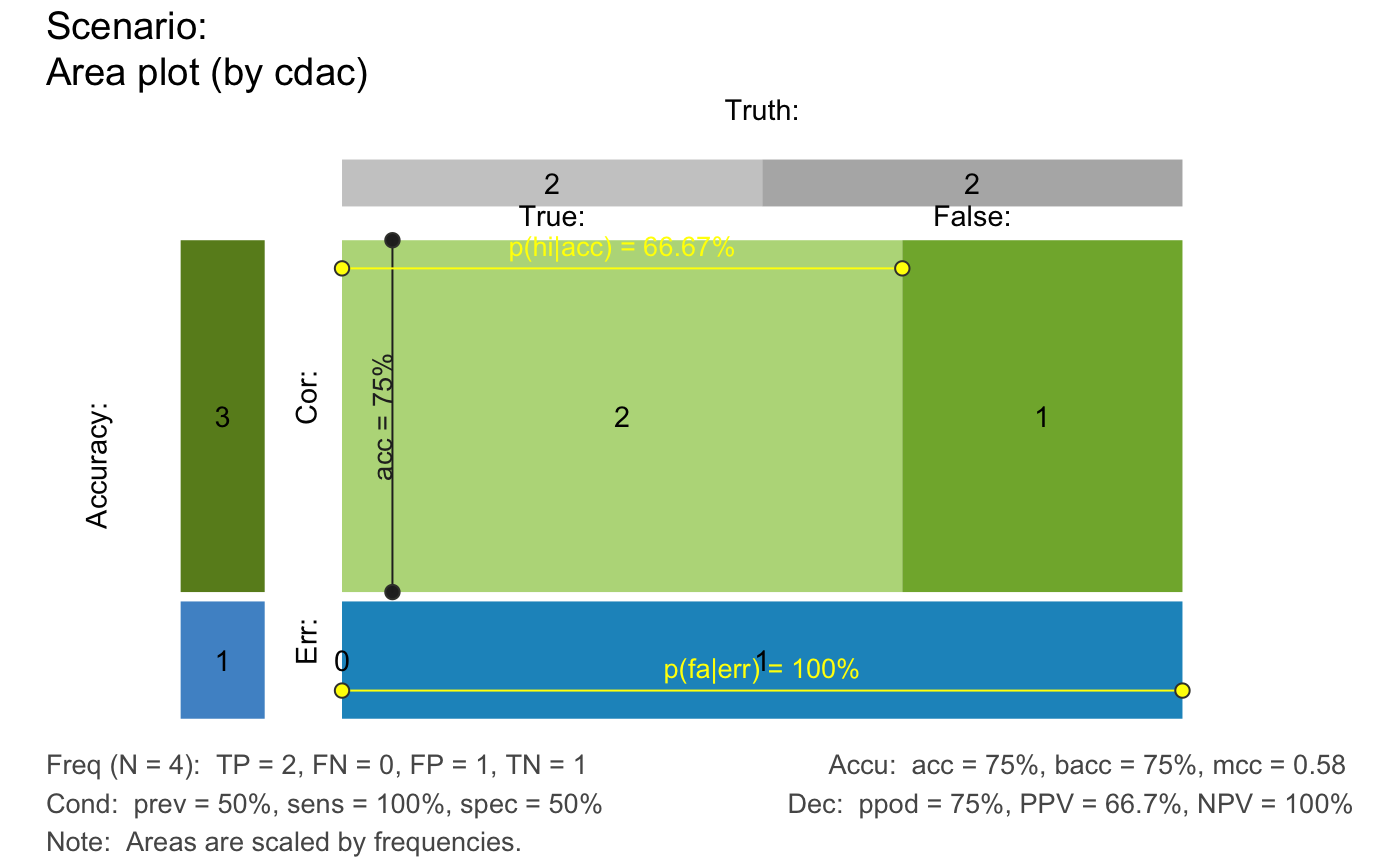 Scenario:
Area plot (by cdac)
Truth:
2
2
True:
False:
p(hi|acc) = 66.67%
Accuracy:
3
Cor:
acc = 75%
2
1
1
Err:
0
1
p(fa|err) = 100%
Freq (N = 4):  TP = 2, FN = 0, FP = 1, TN = 1
Accu:  acc = 75%, bacc = 75%, mcc = 0.58
Cond:  prev = 50%, sens = 100%, spec = 50%
Dec:  ppod = 75%, PPV = 66.7%, NPV = 100%
Note:  Areas are scaled by frequencies.